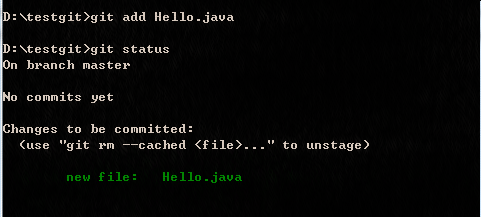 D:\testgit>git add Hello.java
D:\testgit>git status
On branch master
No commits yet
Changes to be committed:
(use "git rm --cached <file>..." to unstage)
new file: Hello.java